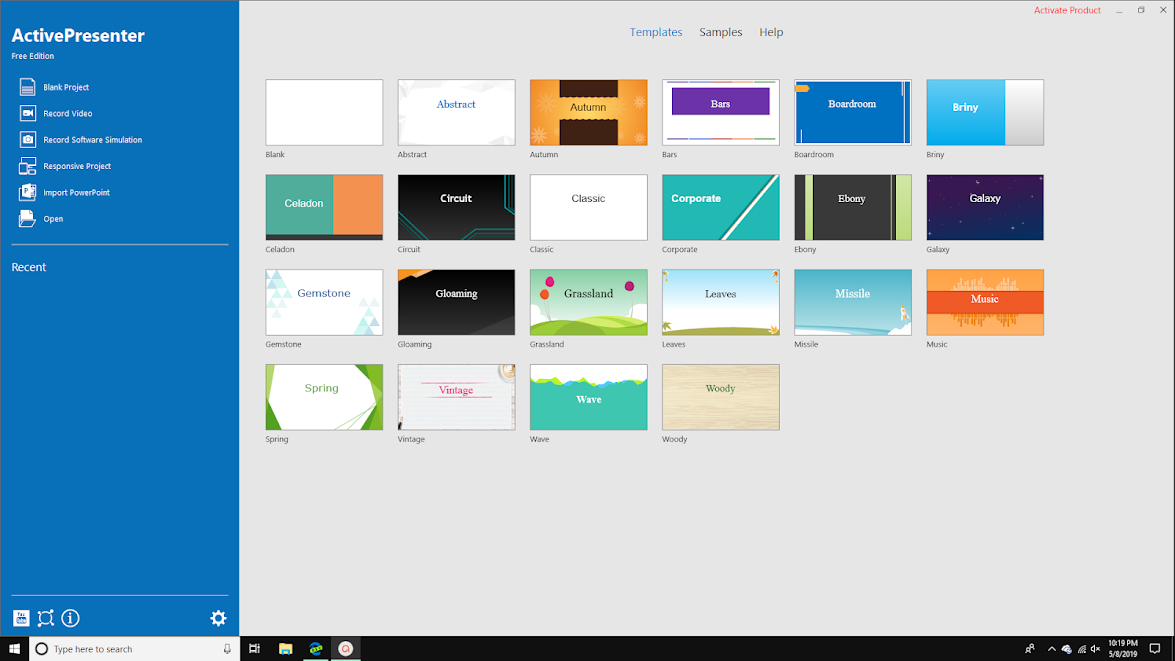 Activate Product
ActivePresenter
Free Edition
Blank Project
Record Video
Record Software Simulation
Responsive Project
Import PowerPoint
Open
Recent
Templates Samples Help
Abstract
Autumn
Bars
Boardroom
Briny
Blank Abstract Autumn Bars Boardroom Briny
Celadon
Circuit
Classic
Corporate
Ebony
Galaxy
Celadon Circuit Classic Corporate Ebony Galaxy
Gemstone
Gloaming
Grassland
Leaves
Missile
Music
Gemstone Gloaming Grassland Leaves Missile Music
Spring
Vintage
Wave
Woody
Spring Vintage Wave Woody
Type here to search
10:19 PM
5/8/2019